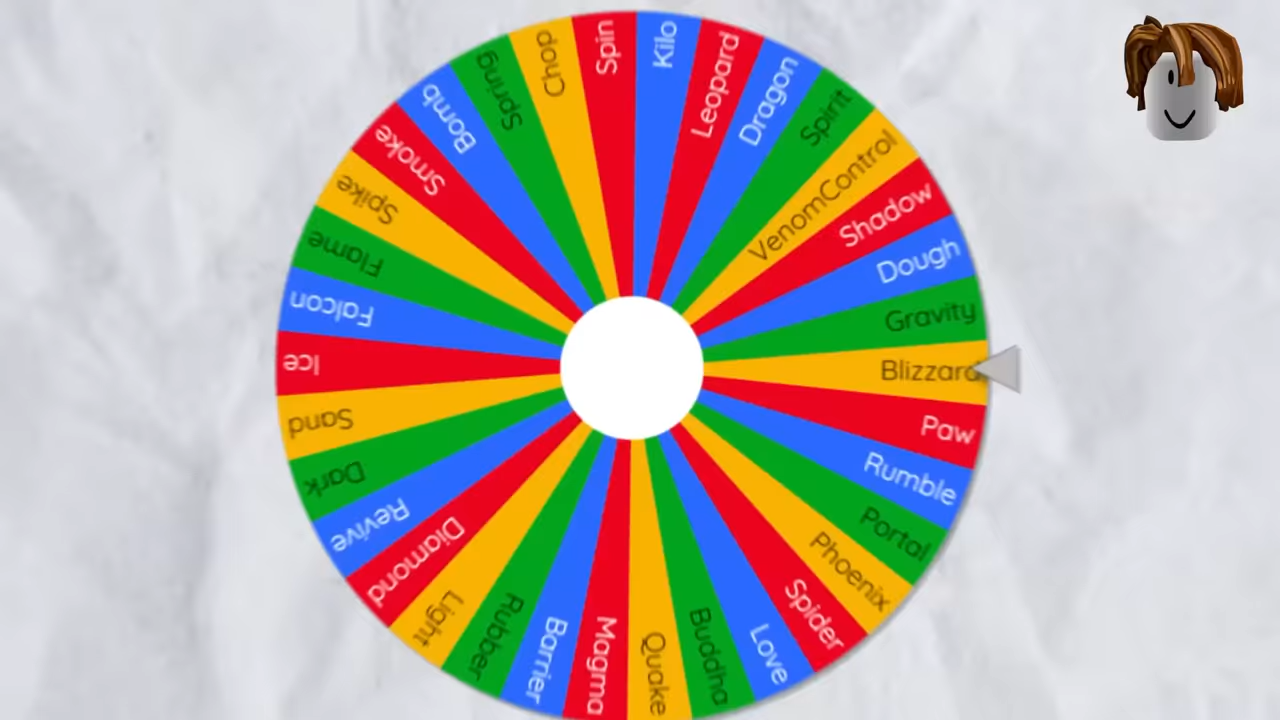 Spin
Kilo
Leopard
Dragon
Spirit
VenomControl
Shadow
Dough
Gravity
Blizzard
Paw
Rumble
Portal
Phoenix
Spider
Love
Buddha
Quake
Magma
Barrier
Rubber
Light
Diamond
Revive
Dark
Sand
Ice
Falcon
Flame
Spike
Smoke
Bomb
Spring
Chop